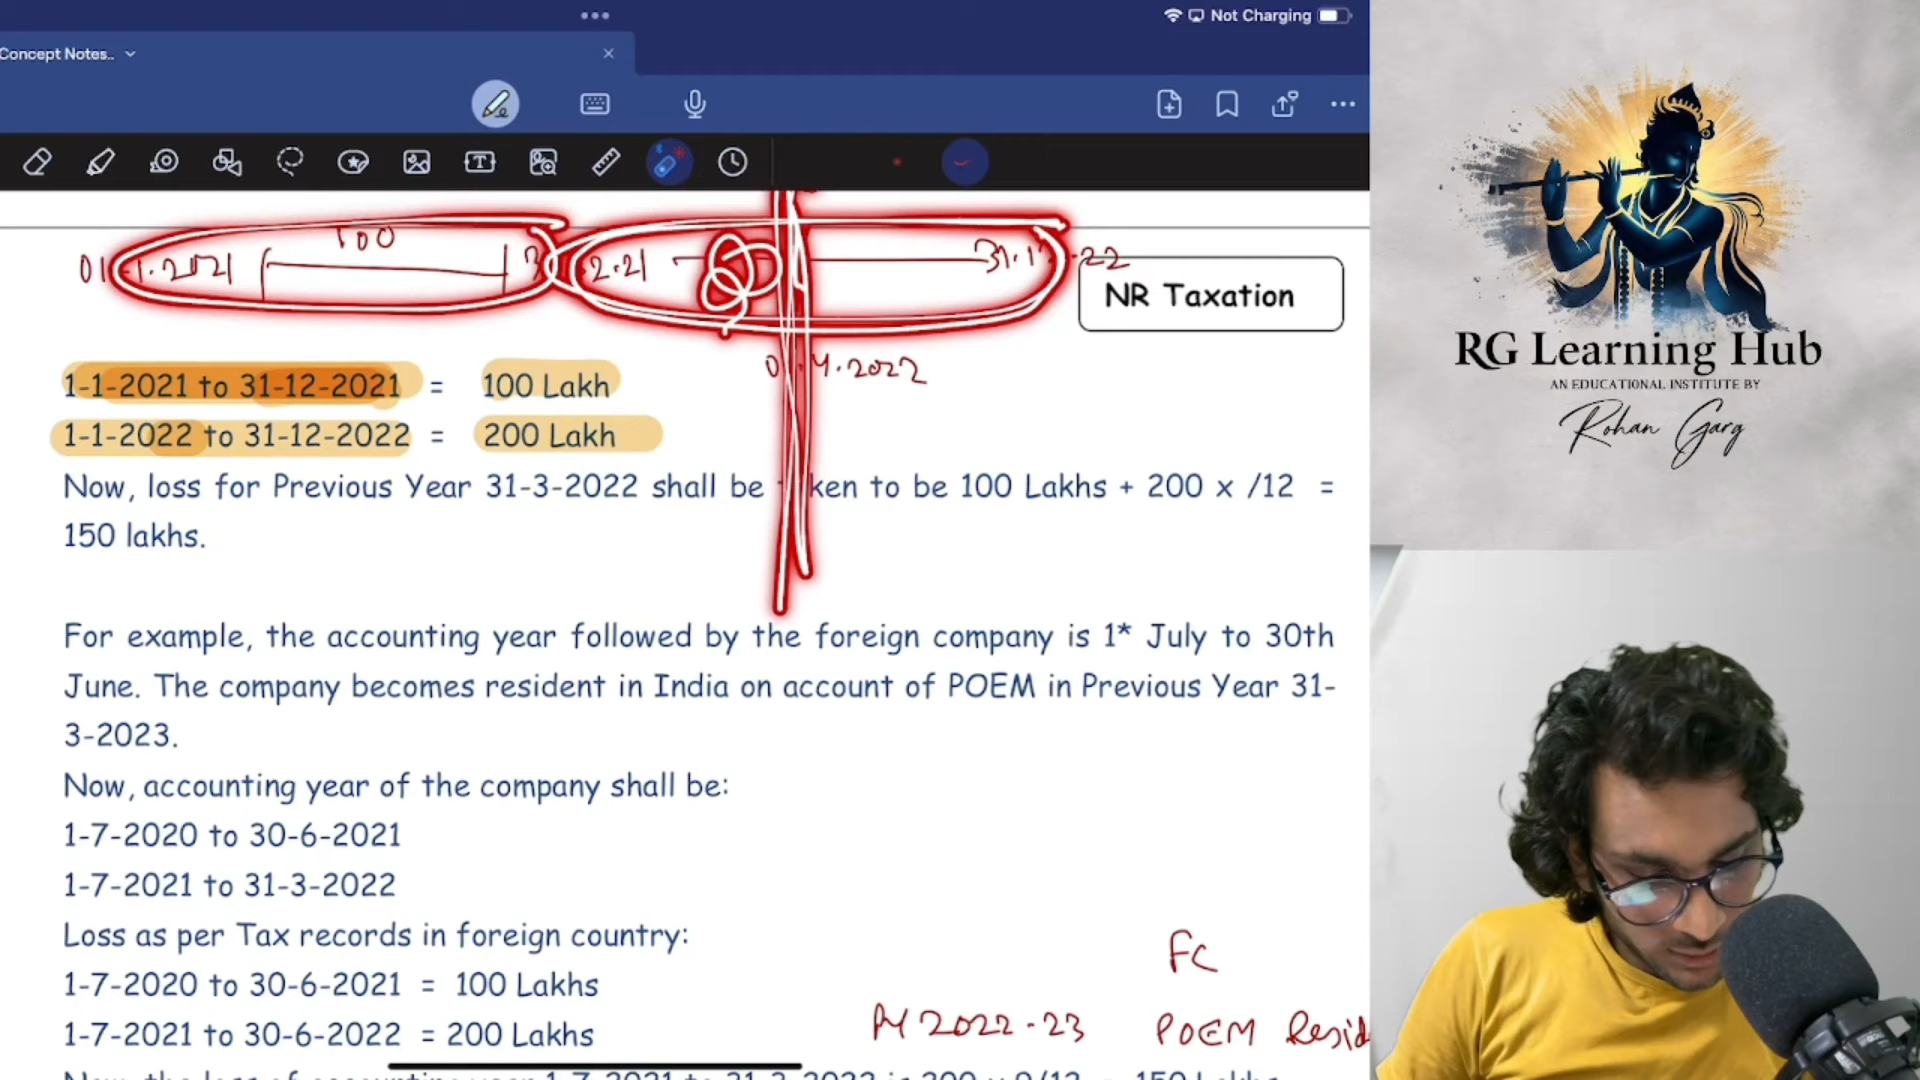 Not Charging
Concept Notes..
100
01.1.2021
31.12.22
01.4.2022
NR Taxation
1-1-2021 to 31-12-2021 = 100 Lakh
1-1-2022 to 31-12-2022 = 200 Lakh
Now, loss for Previous Year 31-3-2022 shall be ken to be 100 Lakhs + 200 x /12 =
150 lakhs.
For example, the accounting year followed by the foreign company is 1* July to 30th
June. The company becomes resident in India on account of POEM in Previous Year 31-
3-2023.
Now, accounting year of the company shall be:
1-7-2020 to 30-6-2021
1-7-2021 to 31-3-2022
Loss as per Tax records in foreign country:
1-7-2020 to 30-6-2021 = 100 Lakhs
1-7-2021 to 30-6-2022 = 200 Lakhs
FC
PY 2022-23 POEM Resid
RG Learning Hub
AN EDUCATIONAL INSTITUTE BY
Rohan Garg